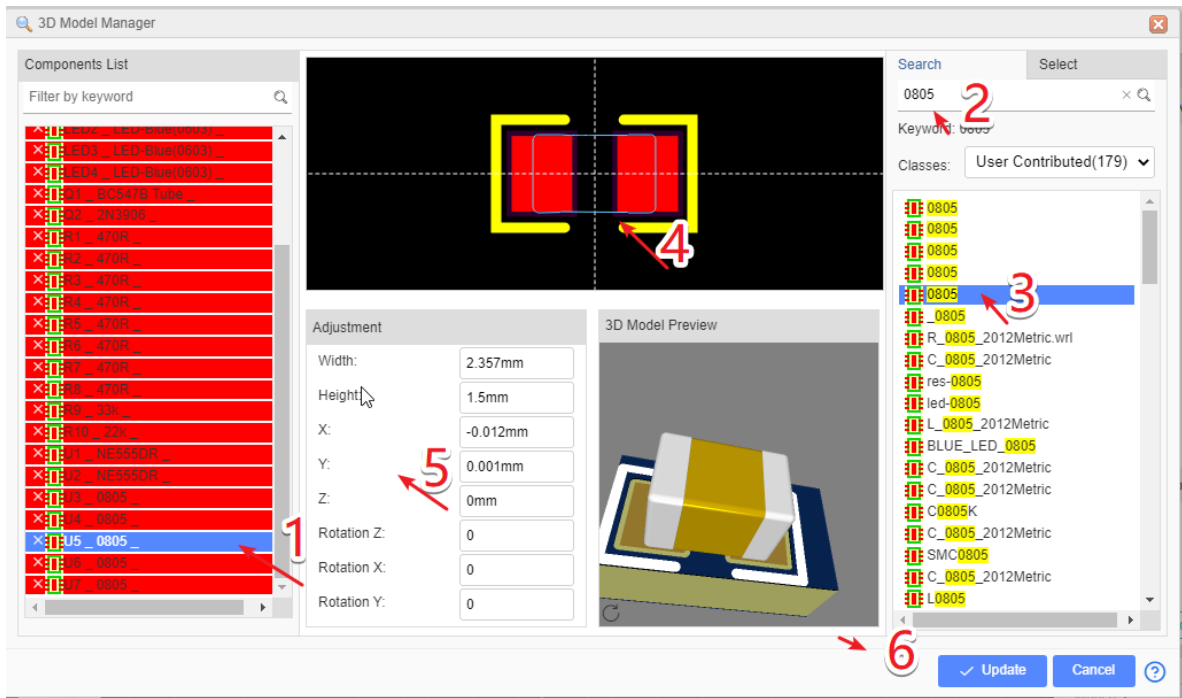 3D Model Manager
Components List
Filter by keyword
LED2 _ LED-Blue(0603) _
LED3 _ LED-Blue(0603) _
LED4 _ LED-Blue(0603) _
Q1 _ BC547B Tube _
Q2 _ 2N3906 _
R1 _ 470R _
R2 _ 470R _
R3 _ 470R _
R4 _ 470R _
R5 _ 470R _
R6 _ 470R _
R7 _ 470R _
R8 _ 470R _
R9 _ 33k _
R10 _ 22k _
U1 _ NE555DR _
U2 _ NE555DR _
U3 _ 0805 _
U4 _ 0805 _
U5 _ 0805 _
U6 _ 0805 _
U7 _ 0805 _
1
4
Adjustment
Width: 2.357mm
Height: 1.5mm
X: -0.012mm
Y: 0.001mm
Z: 0mm
Rotation Z: 0
Rotation X: 0
Rotation Y: 0
5
3D Model Preview
Search Select
0805
2
Keyword: 0805
Classes: User Contributed(179)
0805
0805
0805
0805
0805
3
_0805
R_0805_2012Metric.wrl
C_0805_2012Metric
res-0805
led-0805
L_0805_2012Metric
BLUE_LED_0805
C_0805_2012Metric
C_0805_2012Metric
C0805K
C_0805_2012Metric
SMC0805
C_0805_2012Metric
L0805
6
Update Cancel ?